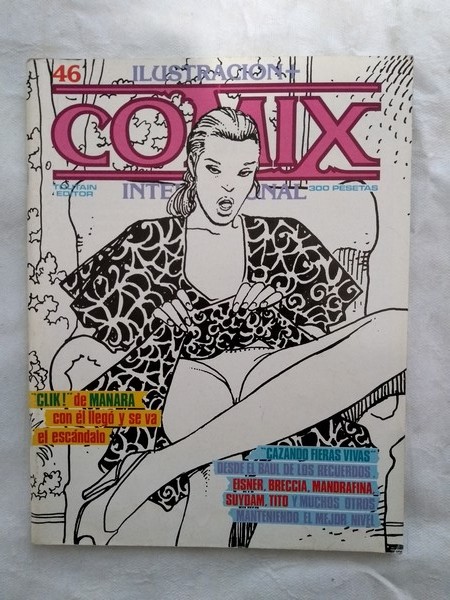 46
ILUSTRACION+
COMIX
INTERNACIONAL
TOUTAIN
EDITOR
300 PESETAS
"CLIK!" de MANARA
con él llegó y se va
el escándalo
"CAZANDO FIERAS VIVAS"
DESDE EL BAUL DE LOS RECUERDOS
EISNER, BRECCIA, MANDRAFINA,
SUYDAM, TITO Y MUCHOS OTROS
MANTENIENDO EL MEJOR NIVEL